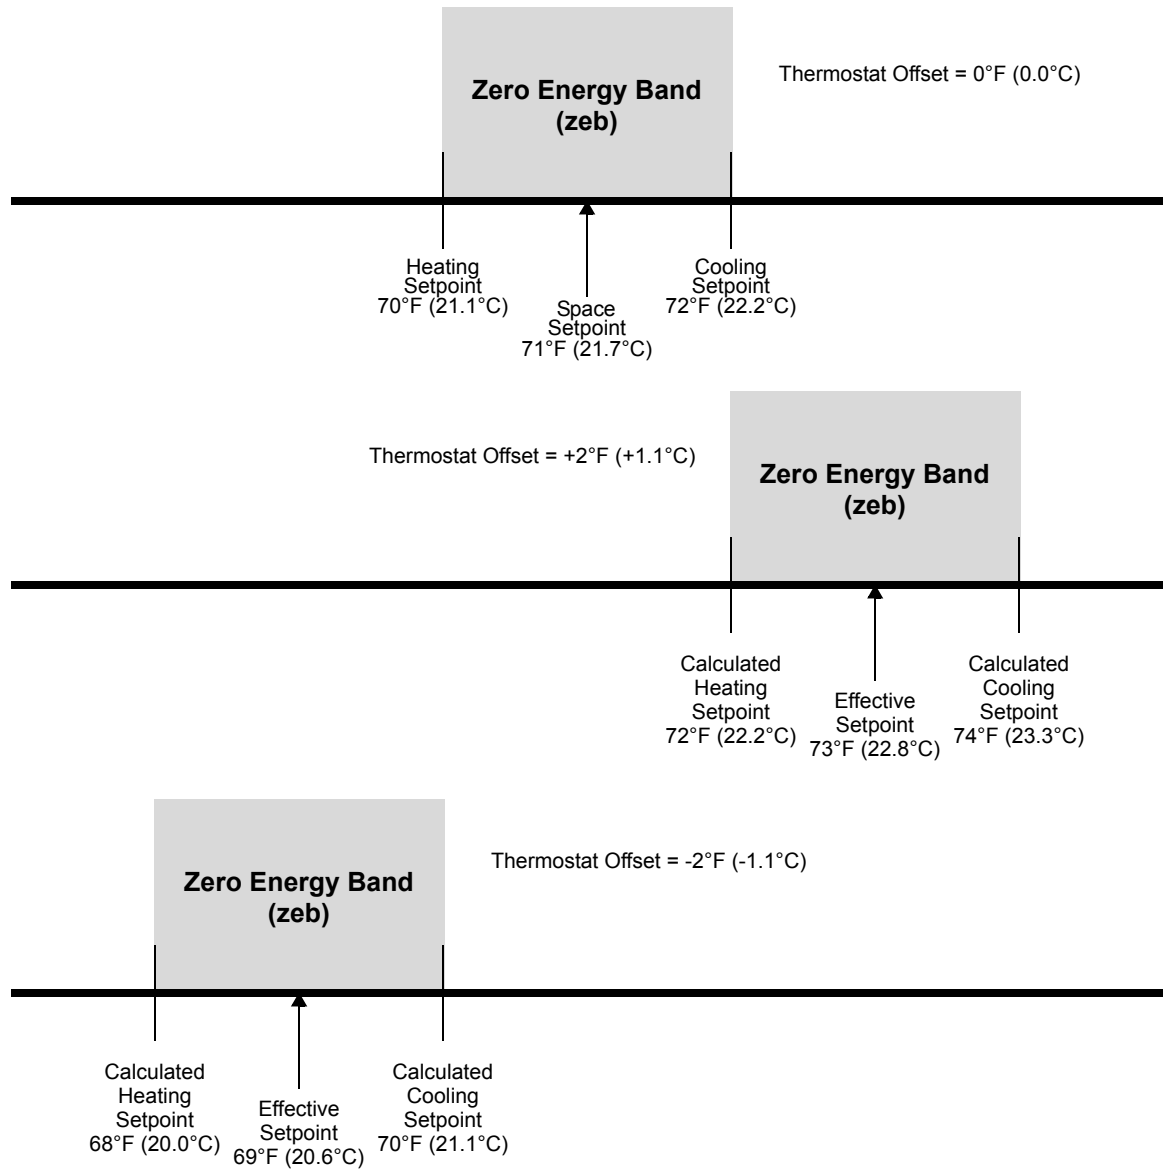 Zero Energy Band
(zeb)
Thermostat Offset = 0°F (0.0°C)
Heating
Setpoint
70°F (21.1°C)
Space
Setpoint
71°F (21.7°C)
Cooling
Setpoint
72°F (22.2°C)
Thermostat Offset = +2°F (+1.1°C)
Zero Energy Band
(zeb)
Calculated
Heating
Setpoint
72°F (22.2°C)
Effective
Setpoint
73°F (22.8°C)
Calculated
Cooling
Setpoint
74°F (23.3°C)
Zero Energy Band
(zeb)
Thermostat Offset = -2°F (-1.1°C)
Calculated
Heating
Setpoint
68°F (20.0°C)
Effective
Setpoint
69°F (20.6°C)
Calculated
Cooling
Setpoint
70°F (21.1°C)